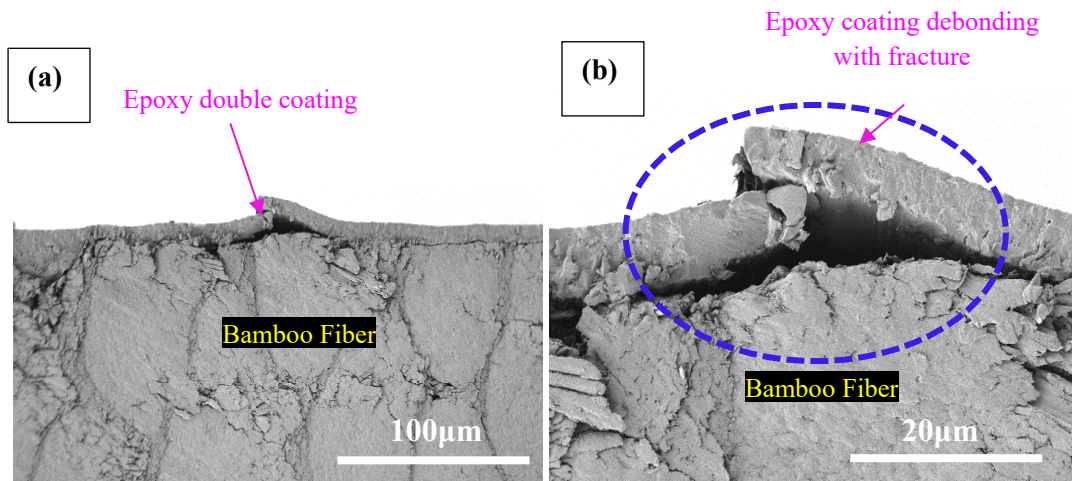 (a)
Epoxy double coating
Bamboo Fiber
100µm
Epoxy coating debonding
with fracture
(b)
Bamboo Fiber
20µm